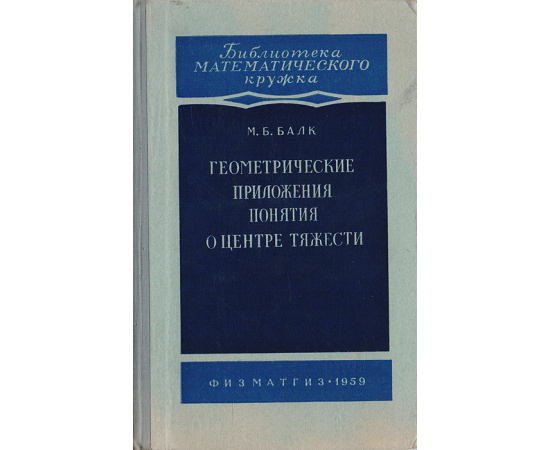 Библиотека
МАТЕМАТИЧЕСКОГО
кружка
М. Б. БАЛК
ГЕОМЕТРИЧЕСКИЕ
ПРИЛОЖЕНИЯ
ПОНЯТИЯ
О ЦЕНТРЕ ТЯЖЕСТИ
ФИЗМАТГИЗ • 1959